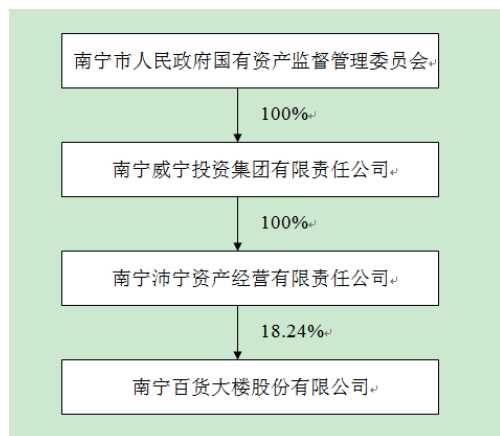 南宁市人民政府国有资产监督管理委员会
100%
南宁威宁投资集团有限责任公司
100%
南宁沛宁资产经营有限责任公司
18.24%
南宁百货大楼股份有限公司